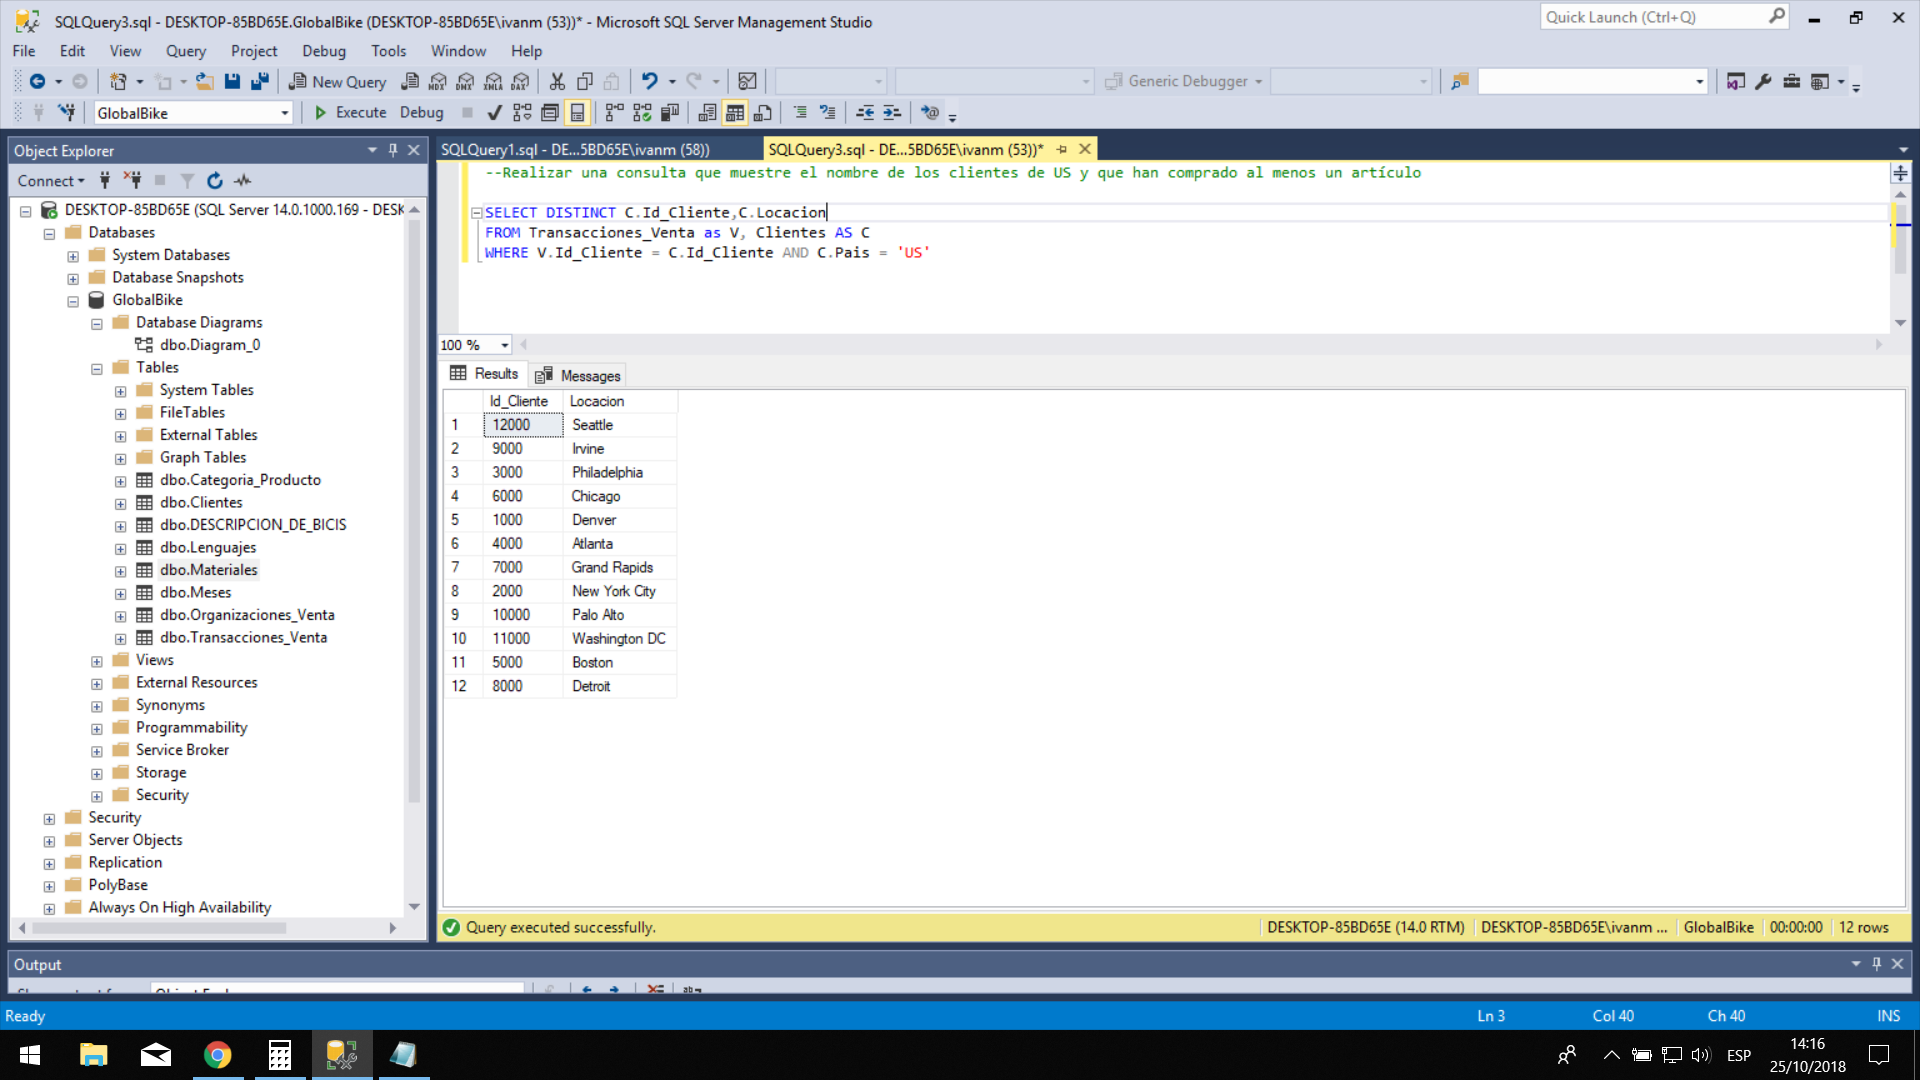 SQLQuery3.sql - DESKTOP-85BD65E.GlobalBike (DESKTOP-85BD65E\ivanm (53))* - Microsoft SQL Server Management Studio
Quick Launch (Ctrl+Q)
File Edit View Query Project Debug Tools Window Help
New Query
MDX DMX XMLA DAX
Generic Debugger
GlobalBike
Execute Debug
Object Explorer
Connect
DESKTOP-85BD65E (SQL Server 14.0.1000.169 - DESK
Databases
System Databases
Database Snapshots
GlobalBike
Database Diagrams
dbo.Diagram_0
Tables
System Tables
FileTables
External Tables
Graph Tables
dbo.Categoria_Producto
dbo.Clientes
dbo.DESCRIPCION_DE_BICIS
dbo.Lenguajes
dbo.Materiales
dbo.Meses
dbo.Organizaciones_Venta
dbo.Transacciones_Venta
Views
External Resources
Synonyms
Programmability
Service Broker
Storage
Security
Security
Server Objects
Replication
PolyBase
Always On High Availability
SQLQuery1.sql - DE...5BD65E\ivanm (58))
SQLQuery3.sql - DE...5BD65E\ivanm (53))*
--Realizar una consulta que muestre el nombre de los clientes de US y que han comprado al menos un artículo
SELECT DISTINCT C.Id_Cliente,C.Locacion
FROM Transacciones_Venta as V, Clientes AS C
WHERE V.Id_Cliente = C.Id_Cliente AND C.Pais = 'US'
100 %
Results Messages
Id_Cliente Locacion
1 12000 Seattle
2 9000 Irvine
3 3000 Philadelphia
4 6000 Chicago
5 1000 Denver
6 4000 Atlanta
7 7000 Grand Rapids
8 2000 New York City
9 10000 Palo Alto
10 11000 Washington DC
11 5000 Boston
12 8000 Detroit
Query executed successfully.
DESKTOP-85BD65E (14.0 RTM) DESKTOP-85BD65E\ivanm ... GlobalBike 00:00:00 12 rows
Output
Ready
Ln 3 Col 40 Ch 40 INS
ESP
14:16
25/10/2018